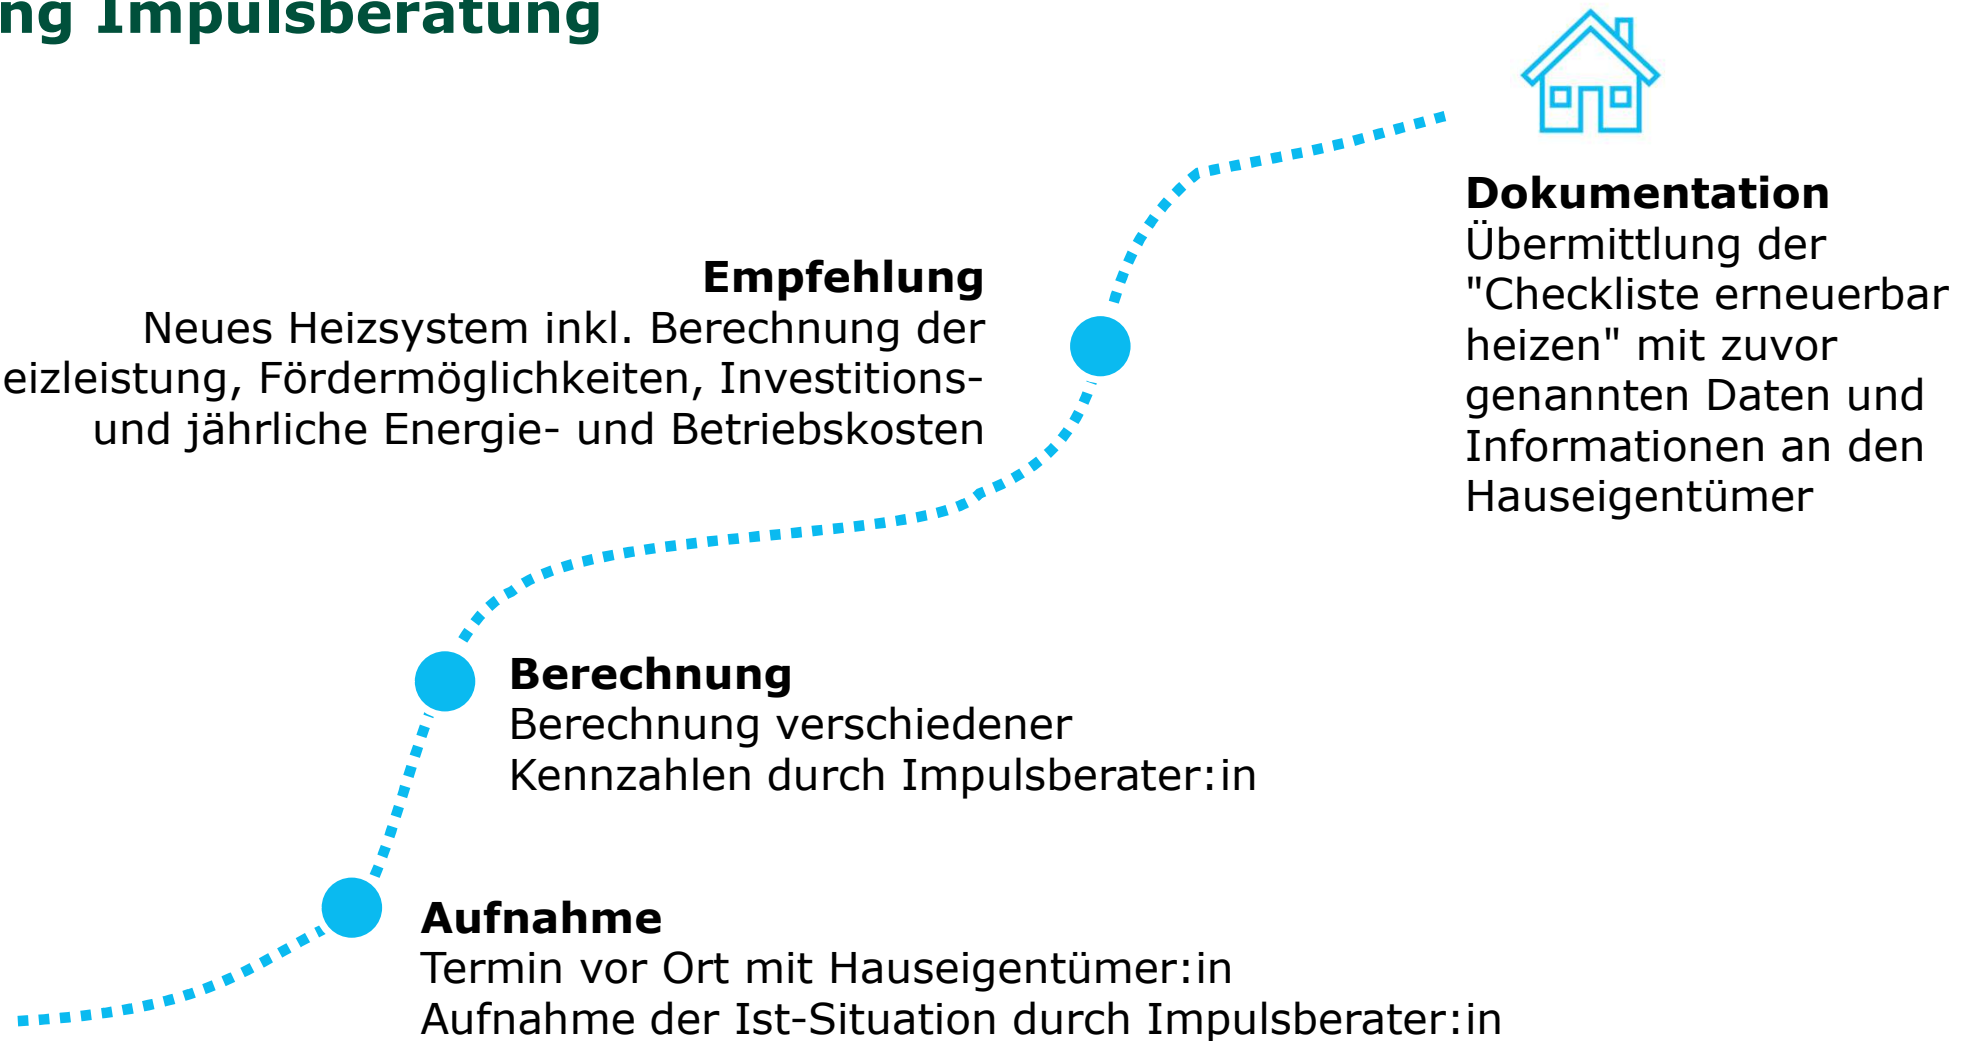 ng Impulsberatung
Dokumentation
Übermittlung der
"Checkliste erneuerbar
heizen" mit zuvor
genannten Daten und
Informationen an den
Hauseigentümer
Empfehlung
Neues Heizsystem inkl. Berechnung der
eizleistung, Fördermöglichkeiten, Investitions-
und jährliche Energie- und Betriebskosten
Berechnung
Berechnung verschiedener
Kennzahlen durch Impulsberater:in
Aufnahme
Termin vor Ort mit Hauseigentümer:in
Aufnahme der Ist-Situation durch Impulsberater:in